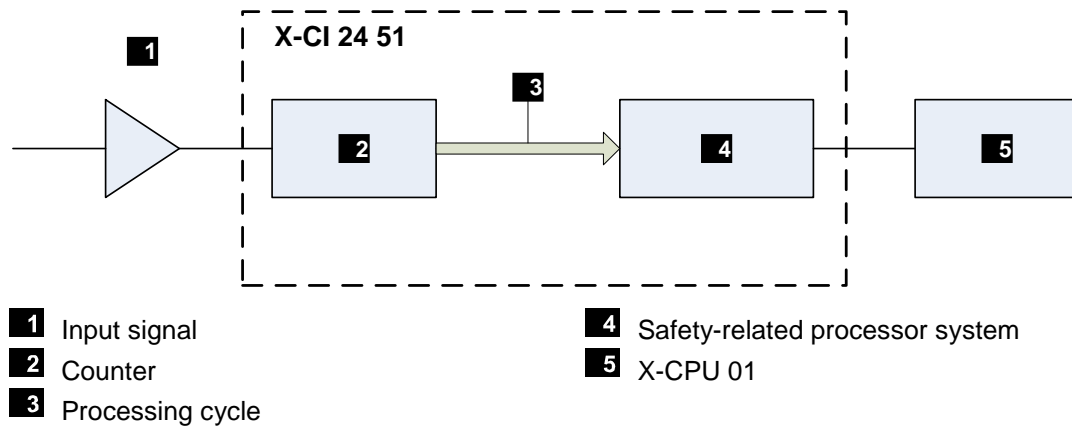 1
X-CI 24 51
3
2
4
5
1 Input signal
2 Counter
3 Processing cycle
4 Safety-related processor system
5 X-CPU 01